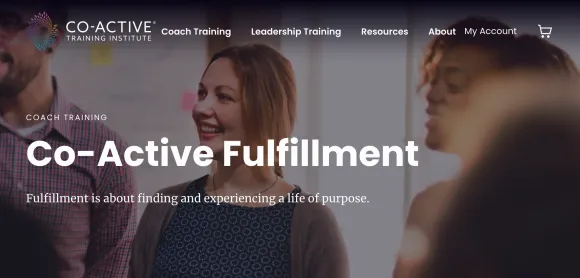 CO-ACTIVE®
TRAINING INSTITUTE
Coach Training Leadership Training Resources About My Account
COACH TRAINING
Co-Active Fulfillment
Fulfillment is about finding and experiencing a life of purpose.